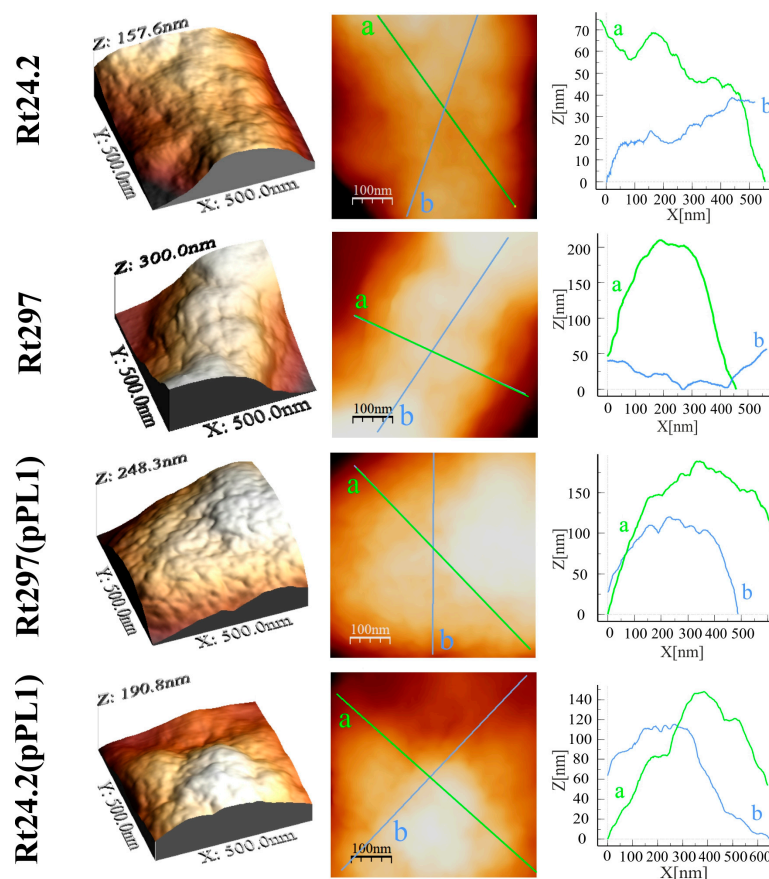 Rt24.2
Z: 157.6nm
Y: 500.0nm
X: 500.0nm
a
b
100nm
Z[nm]
70
60
50
40
30
20
10
0
a
b
0 100 200 300 400 500
X[nm]
Rt297
Z: 300.0nm
Y: 500.0nm
X: 500.0nm
a
b
100nm
Z[nm]
200
150
100
50
0
a
b
0 100 200 300 400 500
X[nm]
Rt297(pPL1)
Z: 248.3nm
Y: 500.0nm
X: 500.0nm
a
b
100nm
Z[nm]
150
100
50
0
a
b
0 100 200 300 400 500
X[nm]
Rt24.2(pPL1)
Z: 190.8nm
Y: 500.0nm
X: 500.0nm
a
b
100nm
Z[nm]
140
120
100
80
60
40
20
0
a
b
0 100 200 300 400 500 600
X[nm]